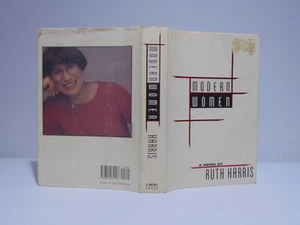 MODERN
WOMEN
A NOVEL BY
RUTH HARRIS
MODERN WOMEN
HARRIS